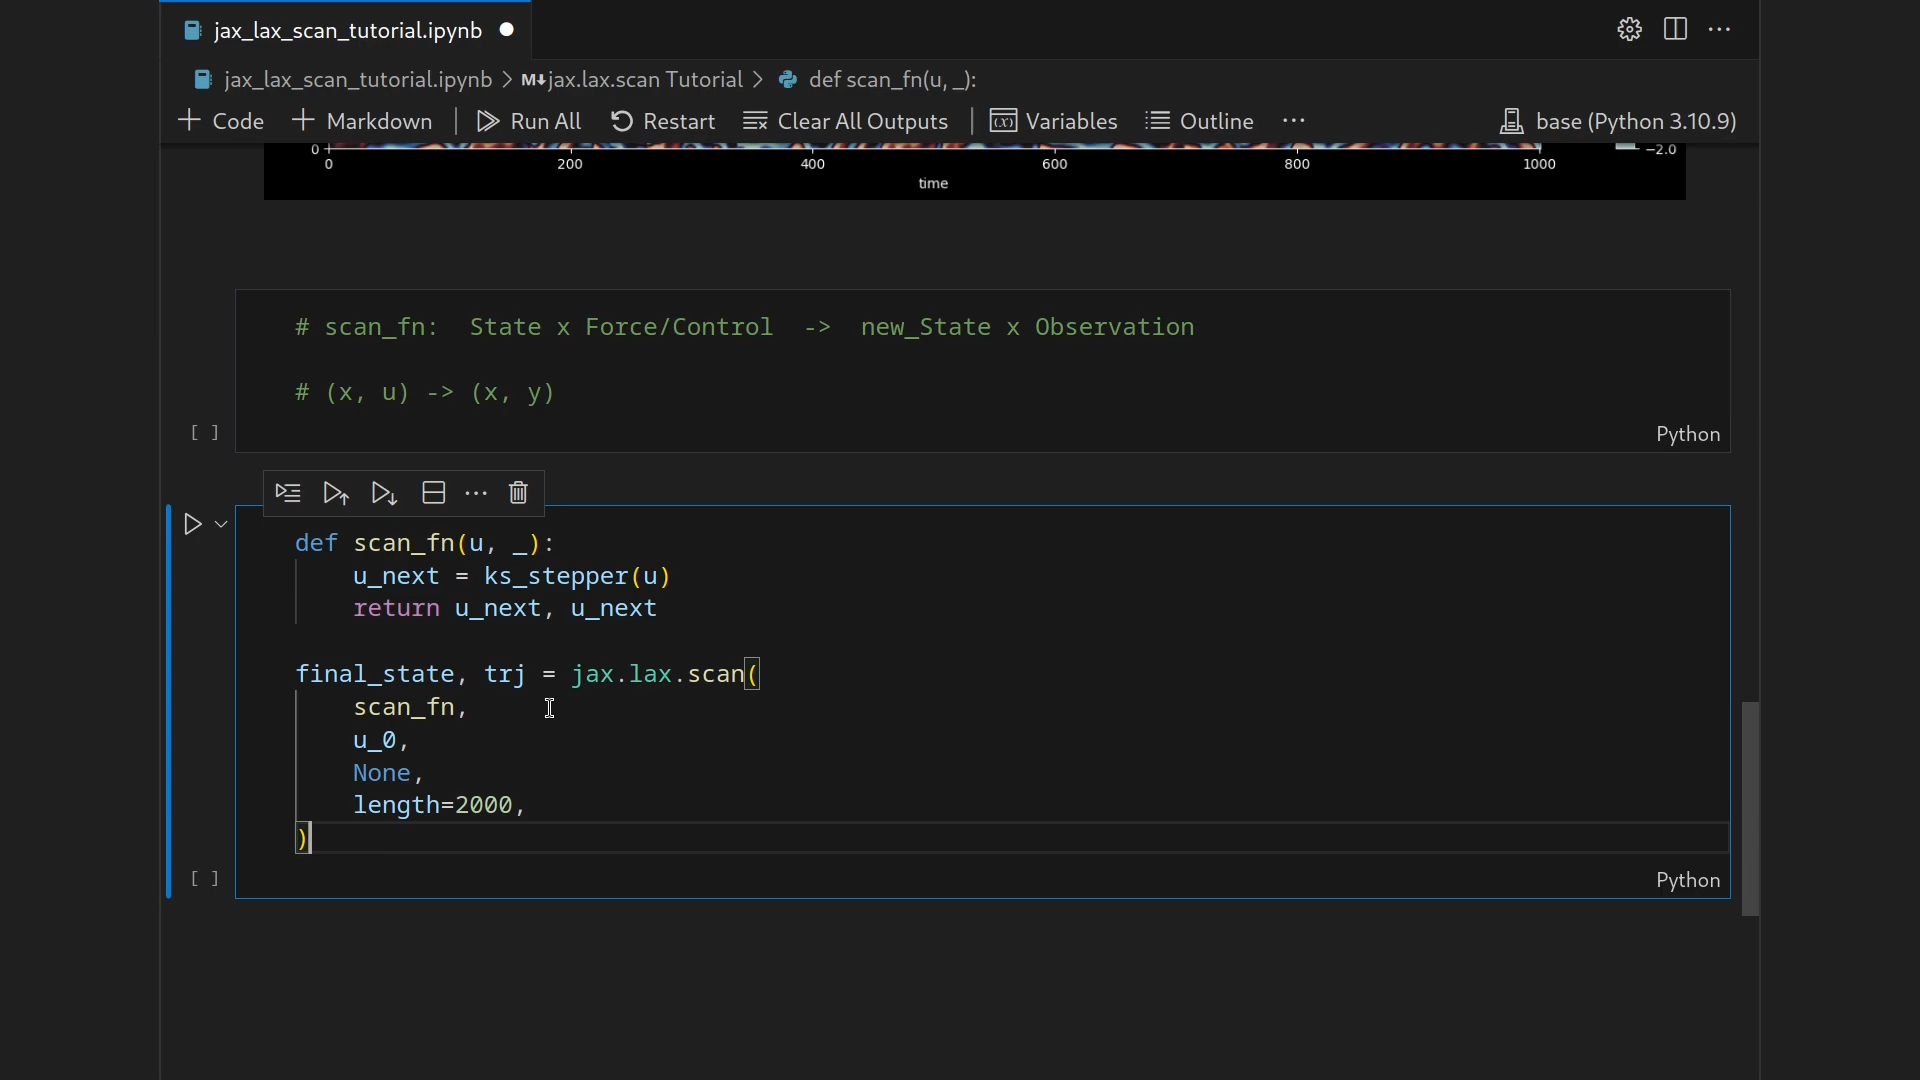 jax_lax_scan_tutorial.ipynb
jax_lax_scan_tutorial.ipynb > M↓jax.lax.scan Tutorial > def scan_fn(u, _):
+ Code + Markdown | Run All Restart Clear All Outputs | Variables Outline ··· base (Python 3.10.9)
0 −2.0
0 200 400 600 800 1000
time
# scan_fn:  State x Force/Control  ->  new_State x Observation
# (x, u) -> (x, y)
[ ] Python
def scan_fn(u, _):
    u_next = ks_stepper(u)
    return u_next, u_next
final_state, trj = jax.lax.scan(
    scan_fn,
    u_0,
    None,
    length=2000,
)
[ ] Python